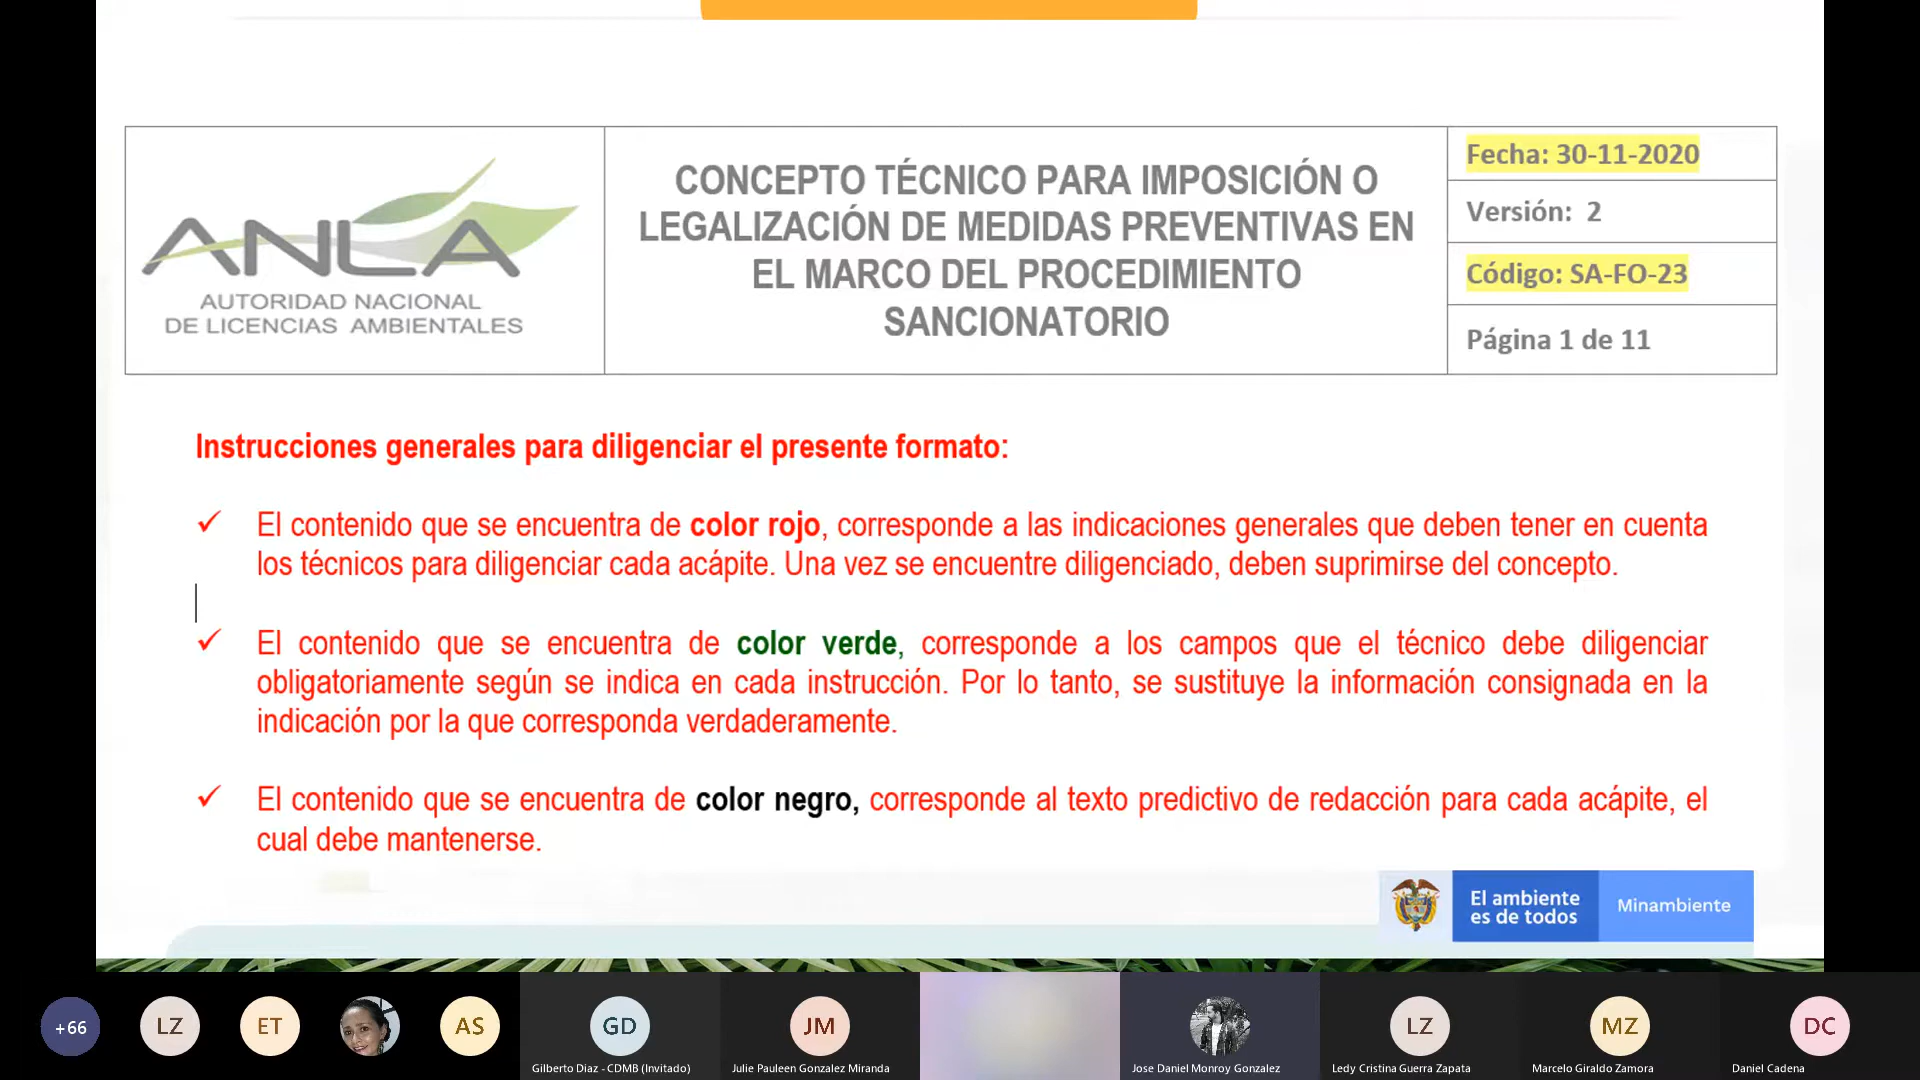 ANLA
AUTORIDAD NACIONAL
DE LICENCIAS AMBIENTALES
CONCEPTO TÉCNICO PARA IMPOSICIÓN O
LEGALIZACIÓN DE MEDIDAS PREVENTIVAS EN
EL MARCO DEL PROCEDIMIENTO
SANCIONATORIO
Fecha: 30-11-2020
Versión: 2
Código: SA-FO-23
Página 1 de 11
Instrucciones generales para diligenciar el presente formato:
✓ El contenido que se encuentra de color rojo, corresponde a las indicaciones generales que deben tener en cuenta
los técnicos para diligenciar cada acápite. Una vez se encuentre diligenciado, deben suprimirse del concepto.
✓ El contenido que se encuentra de color verde, corresponde a los campos que el técnico debe diligenciar
obligatoriamente según se indica en cada instrucción. Por lo tanto, se sustituye la información consignada en la
indicación por la que corresponda verdaderamente.
✓ El contenido que se encuentra de color negro, corresponde al texto predictivo de redacción para cada acápite, el
cual debe mantenerse.
El ambiente
es de todos
Minambiente
+66
LZ
ET
AS
GD
JM
LZ
MZ
DC
Gilberto Diaz - CDMB (Invitado)
Julie Pauleen Gonzalez Miranda
Jose Daniel Monroy Gonzalez
Ledy Cristina Guerra Zapata
Marcelo Giraldo Zamora
Daniel Cadena